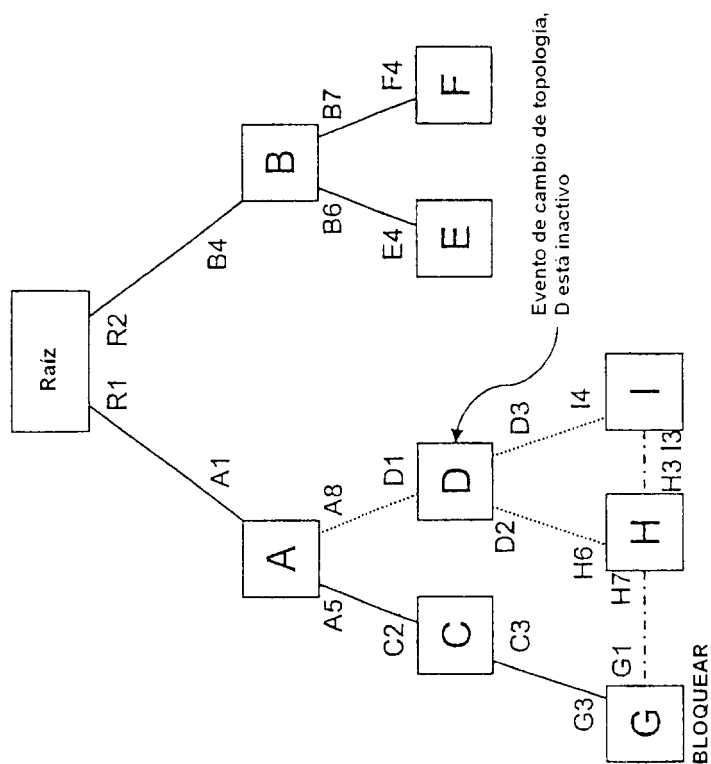 Raíz
R1
R2
A1
B4
A
B
A5
A8
B6
B7
C2
D1
E4
F4
C
D
E
F
C3
D2
D3
Evento de cambio de topología,
D está inactivo
G3
G1
H7
H6
I4
G
H
I
H3
I3
BLOQUEAR